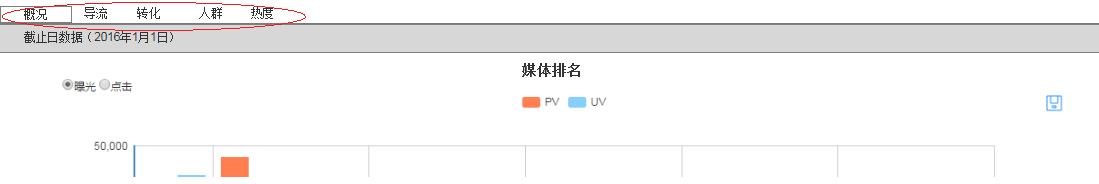 概况 导流 转化 人群 热度
截止日数据（2016年1月1日）
媒体排名
曝光 点击
PV UV
50,000